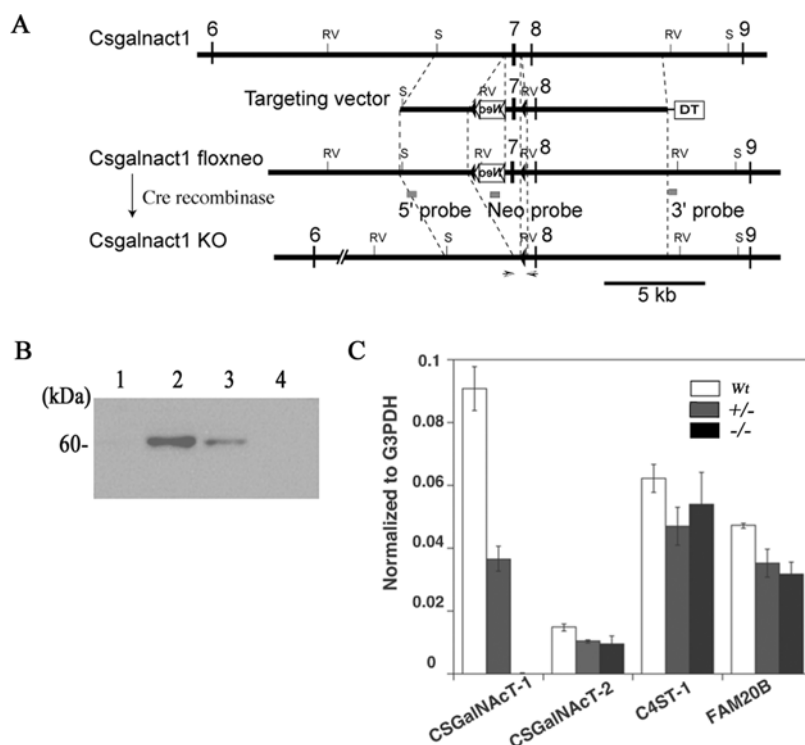 A
6 RV S 7 8 RV S 9
Csgalnact1
7
Targeting vector S RV RV 8 DT
Neo
7
Csgalnact1 floxneo RV S RV RV 8 RV S 9
Neo
Cre recombinase
5' probe Neo probe 3' probe
Csgalnact1 KO 6 RV S RV 8 RV S 9
5 kb
B
(kDa) 1 2 3 4
60-
C
Normalized to G3PDH
0.1
0.08
0.06
0.04
0.02
0
Wt
+/-
-/-
CSGalNAcT-1
CSGalNAcT-2
C4ST-1
FAM20B